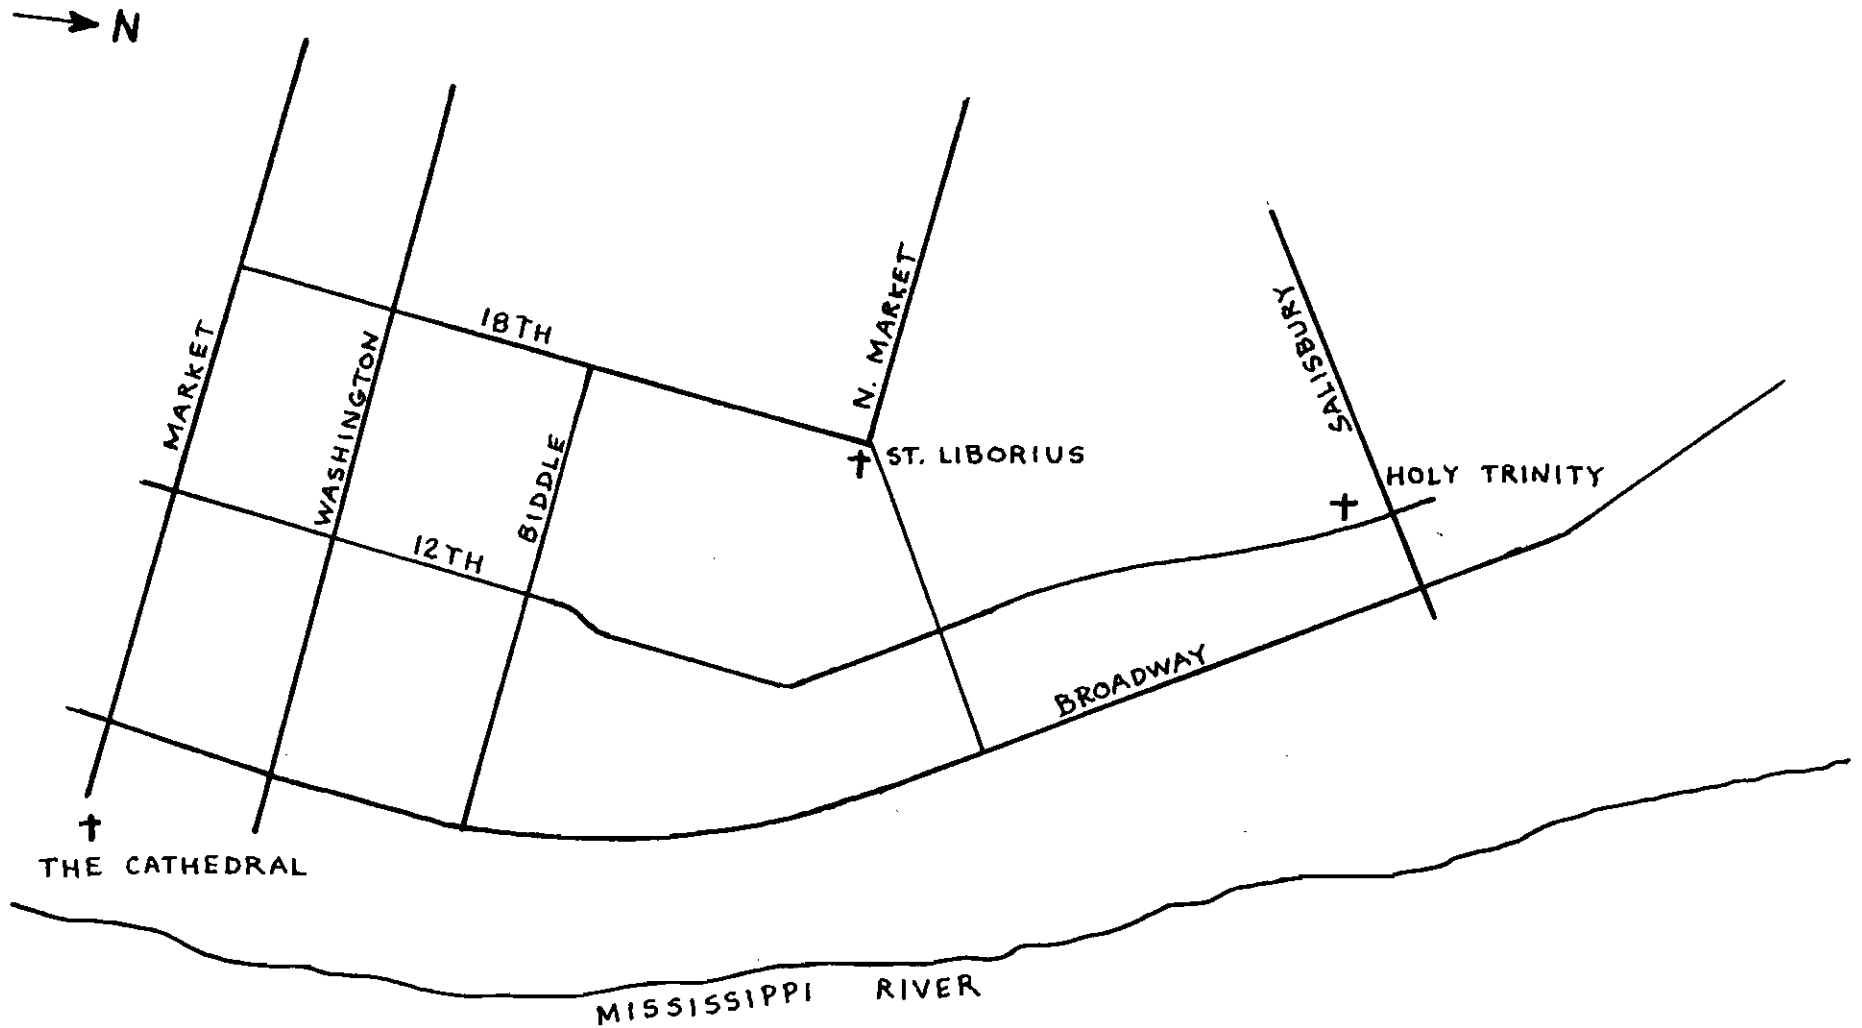 N
MARKET
WASHINGTON
18TH
BIDDLE
12TH
N. MARKET
ST. LIBORIUS
SALISBURY
HOLY TRINITY
BROADWAY
THE CATHEDRAL
MISSISSIPPI RIVER